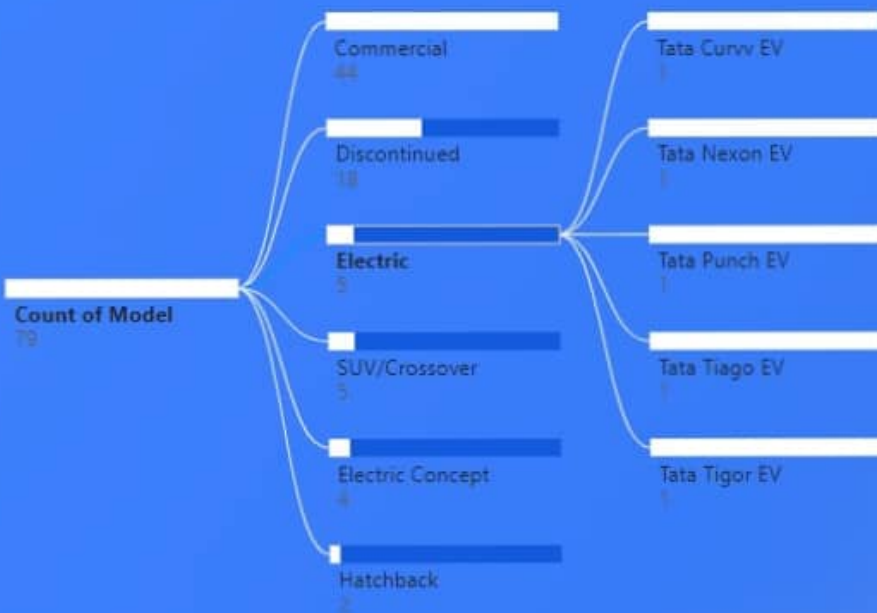 Count of Model
79
Commercial
44
Discontinued
18
Electric
5
SUV/Crossover
5
Electric Concept
4
Hatchback
2
Tata Curvv EV
1
Tata Nexon EV
1
Tata Punch EV
1
Tata Tiago EV
1
Tata Tigor EV
1